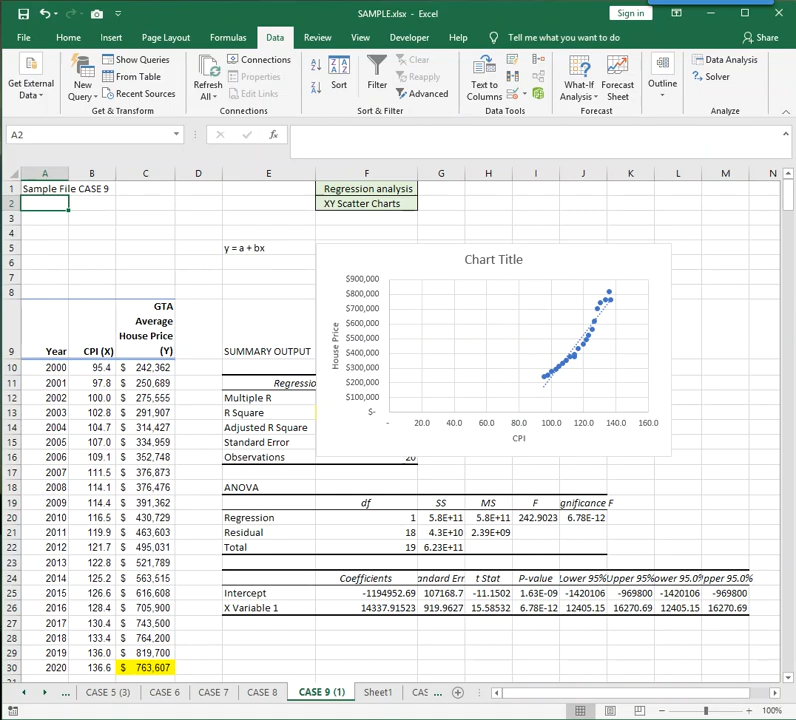 SAMPLE.xlsx - Excel
Sign in
File Home Insert Page Layout Formulas Data Review View Developer Help Tell me what you want to do Share
Get External Data
New Query
Show Queries
From Table
Recent Sources
Get & Transform
Refresh All
Connections
Properties
Edit Links
Connections
Sort
Filter
Clear
Reapply
Advanced
Sort & Filter
Text to Columns
Data Tools
What-If Analysis
Forecast Sheet
Forecast
Outline
Data Analysis
Solver
Analyze
A2 fx
A B C D E F G H I J K L M N
1 Sample File CASE 9 Regression analysis
2 XY Scatter Charts
3
4
5 y = a + bx
6
7
8
Chart Title
$900,000
$800,000
$700,000
$600,000
$500,000
$400,000
$300,000
$200,000
$100,000
$-
House Price
- 20.0 40.0 60.0 80.0 100.0 120.0 140.0 160.0
CPI
GTA
Average
House Price
9 Year CPI (X) (Y) SUMMARY OUTPUT
10 2000 95.4 $ 242,362
11 2001 97.8 $ 250,689 Regressio
12 2002 100.0 $ 275,555 Multiple R
13 2003 102.8 $ 291,907 R Square
14 2004 104.7 $ 314,427 Adjusted R Square
15 2005 107.0 $ 334,959 Standard Error
16 2006 109.1 $ 352,748 Observations 20
17 2007 111.5 $ 376,873
18 2008 114.1 $ 376,476 ANOVA
19 2009 114.4 $ 391,362 df SS MS F gnificance F
20 2010 116.5 $ 430,729 Regression 1 5.8E+11 5.8E+11 242.9023 6.78E-12
21 2011 119.9 $ 463,603 Residual 18 4.3E+10 2.39E+09
22 2012 121.7 $ 495,031 Total 19 6.23E+11
23 2013 122.8 $ 521,789
24 2014 125.2 $ 563,515 Coefficients andard Err t Stat P-value Lower 95% Upper 95% ower 95.0% pper 95.0%
25 2015 126.6 $ 616,608 Intercept -1194952.69 107168.7 -11.1502 1.63E-09 -1420106 -969800 -1420106 -969800
26 2016 128.4 $ 705,900 X Variable 1 14337.91523 919.9627 15.58532 6.78E-12 12405.15 16270.69 12405.15 16270.69
27 2017 130.4 $ 743,500
28 2018 133.4 $ 764,200
29 2019 136.0 $ 819,700
30 2020 136.6 $ 763,607
... CASE 5 (3) CASE 6 CASE 7 CASE 8 CASE 9 (1) Sheet1 CAS ...
100%